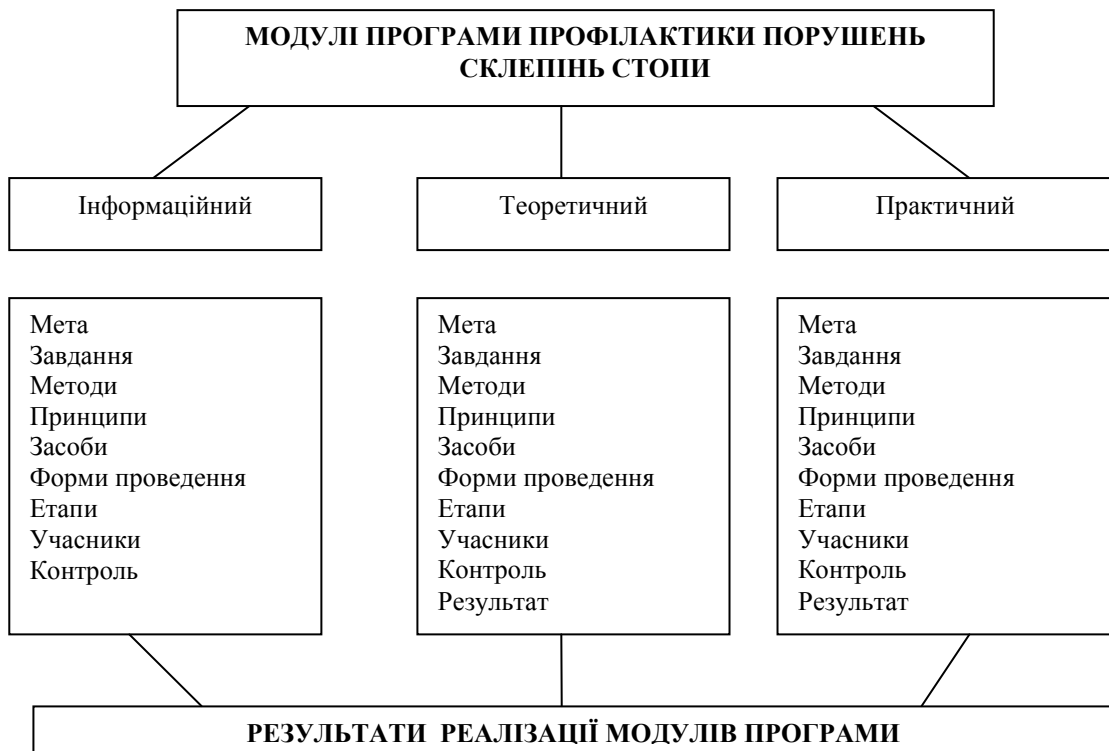 МОДУЛІ ПРОГРАМИ ПРОФІЛАКТИКИ ПОРУШЕНЬ
СКЛЕПІНЬ СТОПИ
Інформаційний
Теоретичний
Практичний
Мета
Завдання
Методи
Принципи
Засоби
Форми проведення
Етапи
Учасники
Контроль
Мета
Завдання
Методи
Принципи
Засоби
Форми проведення
Етапи
Учасники
Контроль
Результат
Мета
Завдання
Методи
Принципи
Засоби
Форми проведення
Етапи
Учасники
Контроль
Результат
РЕЗУЛЬТАТИ РЕАЛІЗАЦІЇ МОДУЛІВ ПРОГРАМИ